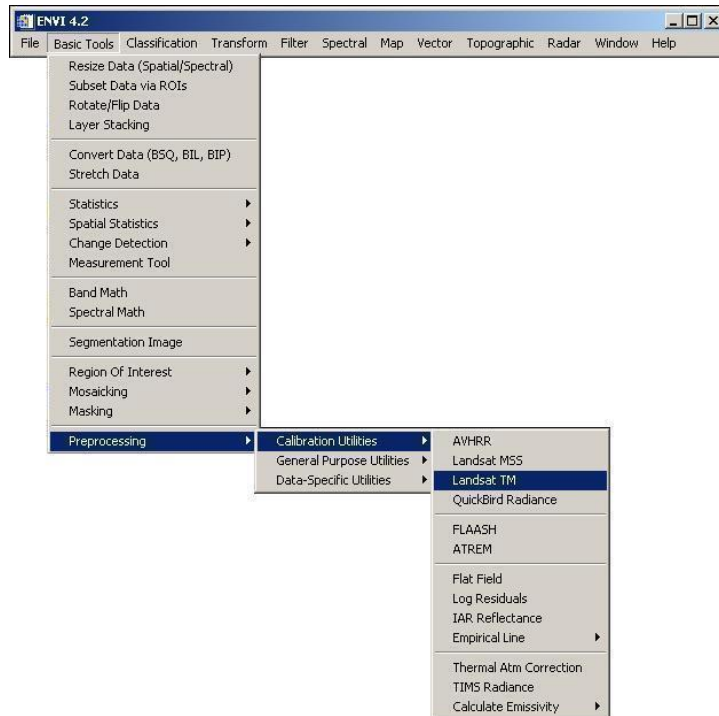 ENVI 4.2
File Basic Tools Classification Transform Filter Spectral Map Vector Topographic Radar Window Help
Resize Data (Spatial/Spectral)
Subset Data via ROIs
Rotate/Flip Data
Layer Stacking
Convert Data (BSQ, BIL, BIP)
Stretch Data
Statistics
Spatial Statistics
Change Detection
Measurement Tool
Band Math
Spectral Math
Segmentation Image
Region Of Interest
Mosaicking
Masking
Preprocessing
Calibration Utilities
General Purpose Utilities
Data-Specific Utilities
AVHRR
Landsat MSS
Landsat TM
QuickBird Radiance
FLAASH
ATREM
Flat Field
Log Residuals
IAR Reflectance
Empirical Line
Thermal Atm Correction
TIMS Radiance
Calculate Emissivity